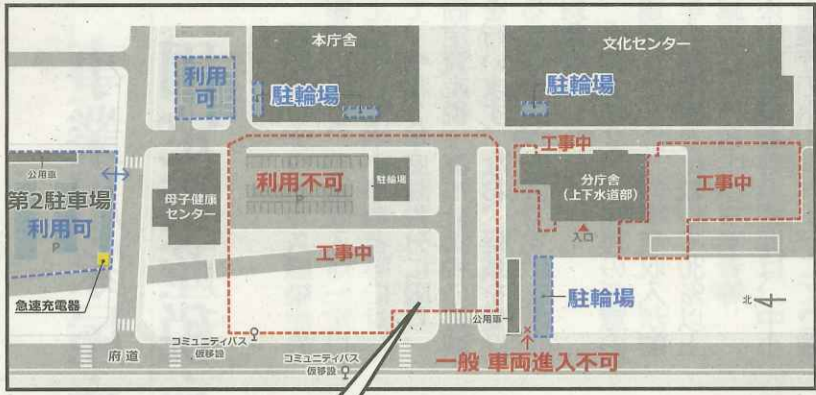 本庁舎
文化センター
利用
可
駐輪場
駐輪場
工事中
公用車
第2駐車場
利用可
P
母子健康
センター
利用不可
P
駐輪場
分庁舎
(上下水道部)
工事中
入口
工事中
急速充電器
駐輪場
北
公用車
コミュニティバス
仮移設
府道
コミュニティバス
仮移設
一般 車両進入不可